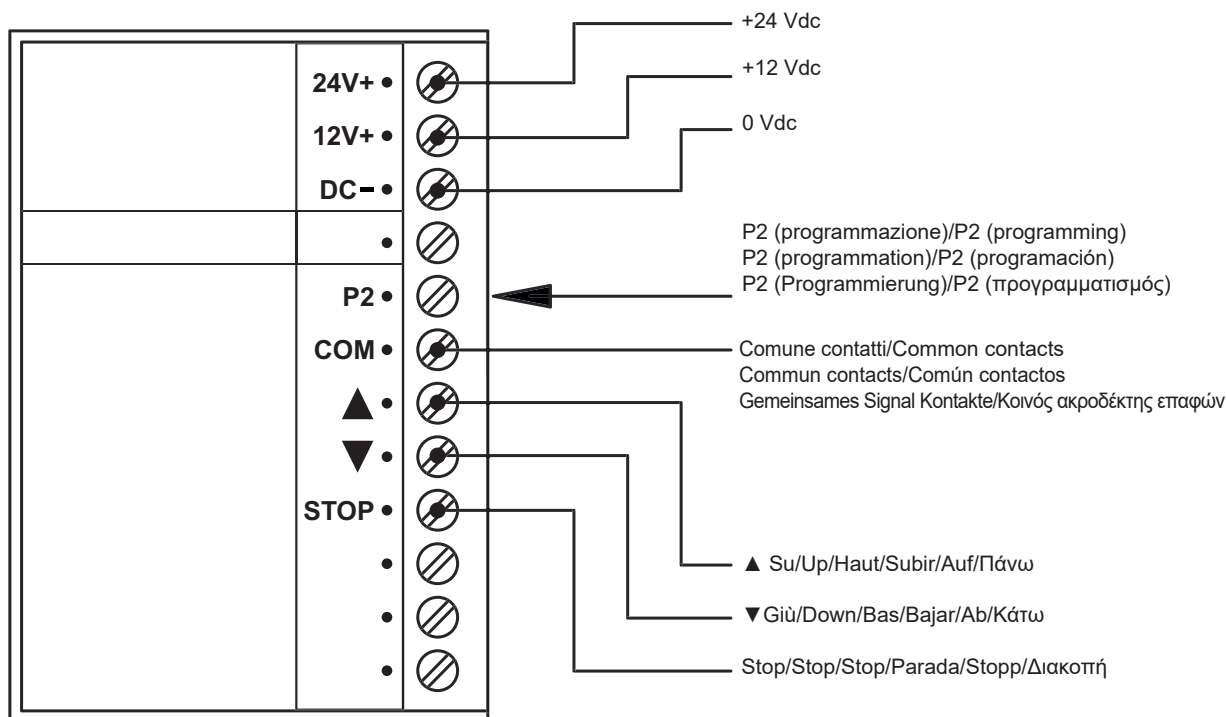 24V+
12V+
DC-
P2
COM
▲
▼
STOP
+24 Vdc
+12 Vdc
0 Vdc
P2 (programmazione)/P2 (programming)
P2 (programmation)/P2 (programación)
P2 (Programmierung)/P2 (προγραμματισμός)
Comune contatti/Common contacts
Commun contacts/Común contactos
Gemeinsames Signal Kontakte/Κοινός ακροδέκτης επαφών
▲ Su/Up/Haut/Subir/Auf/Πάνω
▼Giù/Down/Bas/Bajar/Ab/Κάτω
Stop/Stop/Stop/Parada/Stopp/Διακοπή